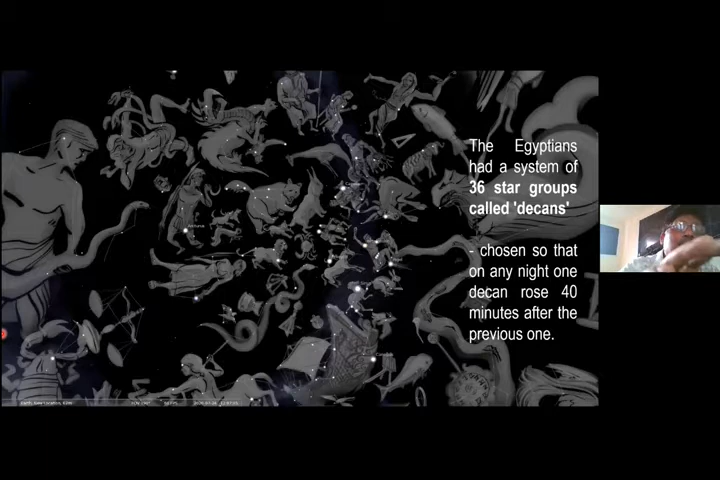 The Egyptians
had a system of
36 star groups
called 'decans'
- chosen so that
on any night one
decan rose 40
minutes after the
previous one.